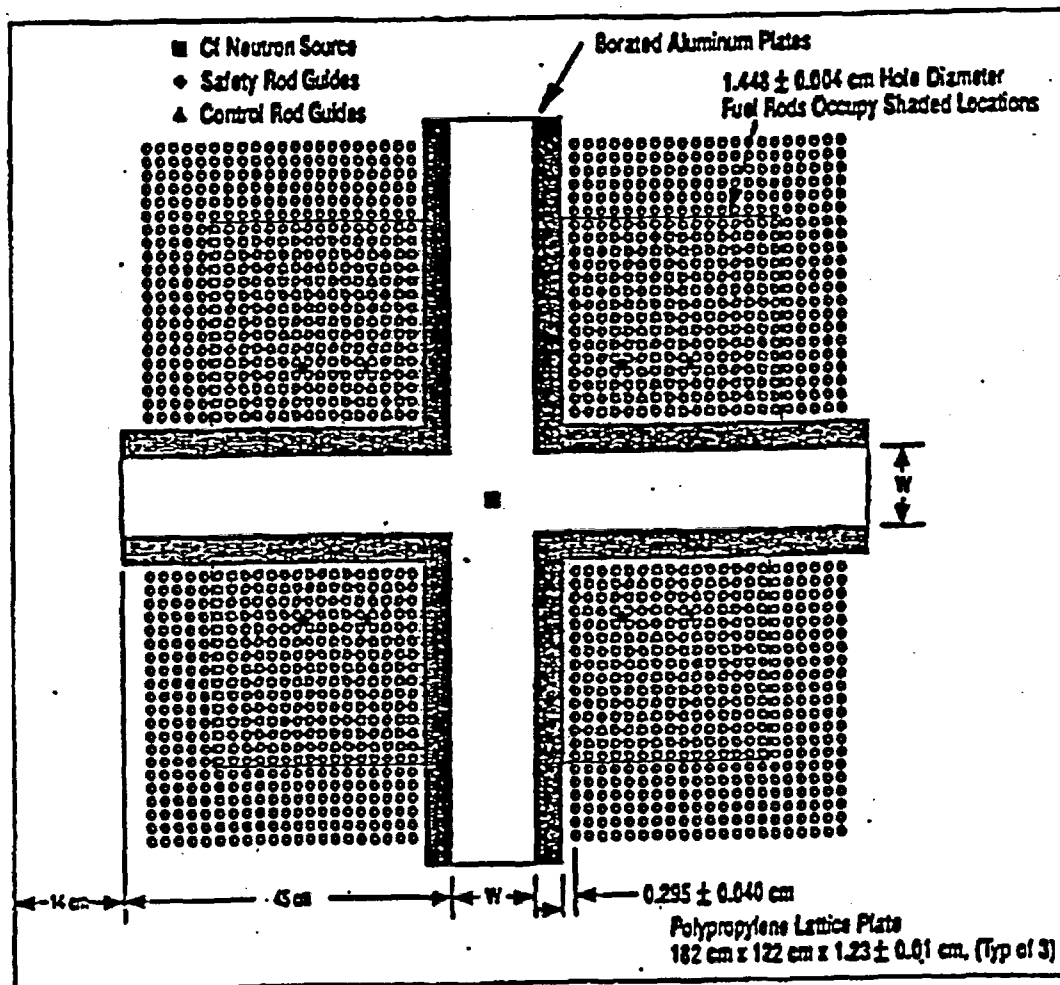 Cf Neutron Source
Safety Rod Guides
Control Rod Guides
Borated Aluminum Plates
1.448 ± 0.004 cm Hole Diameter
Fuel Rods Occupy Shaded Locations
W
14 cm
45 cm
W
0.295 ± 0.040 cm
Polypropylene Lattice Plate
182 cm x 122 cm x 1.23 ± 0.01 cm, (Typ of 3)